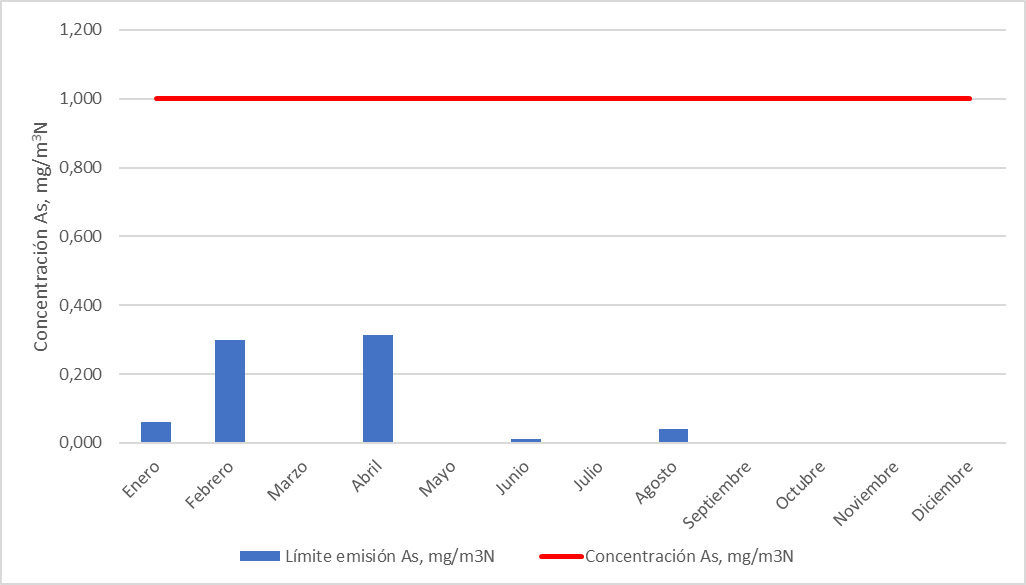 1,200
1,000
0,800
0,600
0,400
0,200
0,000
Concentración As, mg/m³N
Enero
Febrero
Marzo
Abril
Mayo
Junio
Julio
Agosto
Septiembre
Octubre
Noviembre
Diciembre
Límite emisión As, mg/m3N
Concentración As, mg/m3N